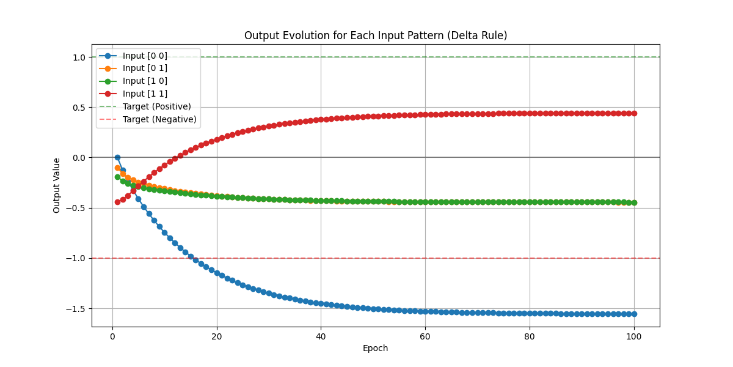 Output Evolution for Each Input Pattern (Delta Rule)
Input [0 0]
Input [0 1]
Input [1 0]
Input [1 1]
Target (Positive)
Target (Negative)
Output Value
1.0
0.5
0.0
−0.5
−1.0
−1.5
0 20 40 60 80 100
Epoch